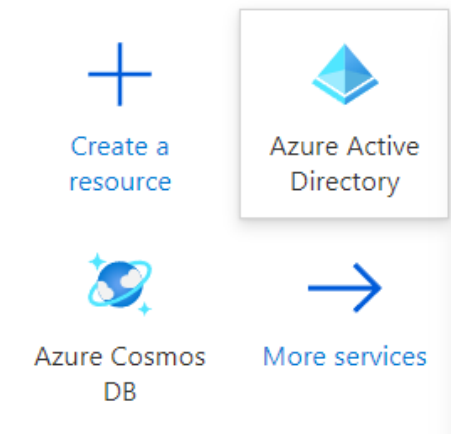 Create a
resource
Azure Active
Directory
Azure Cosmos
DB
More services